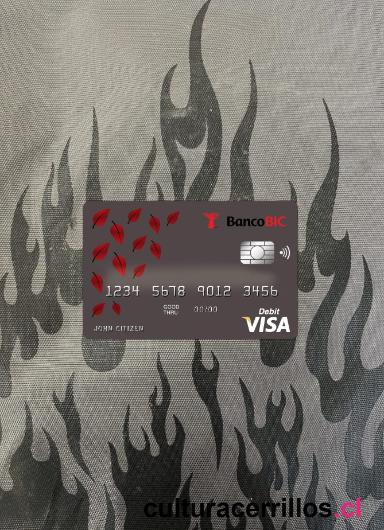 BancoBIC
1234 5678 9012 3456
GOOD
THRU
00/00
Debit
JOHN CITIZEN
VISA
culturacerrillos.cl